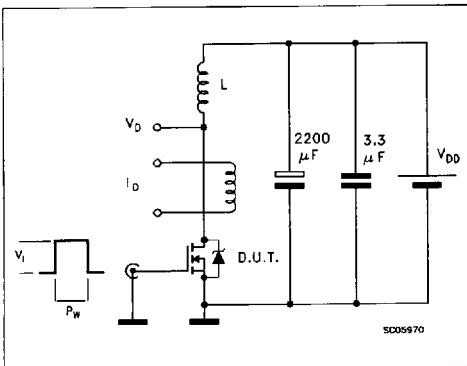 L
V_D
2200 μF
3.3 μF
V_DD
I_D
V_i
D.U.T.
P_W
SC05970